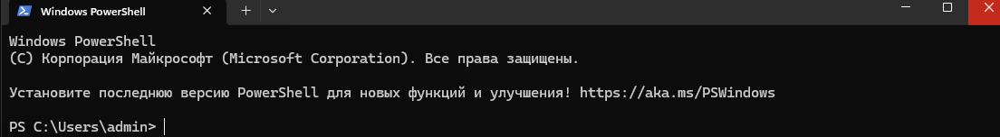 Windows PowerShell
Windows PowerShell
(C) Корпорация Майкрософт (Microsoft Corporation). Все права защищены.
Установите последнюю версию PowerShell для новых функций и улучшения! https://aka.ms/PSWindows
PS C:\Users\admin>